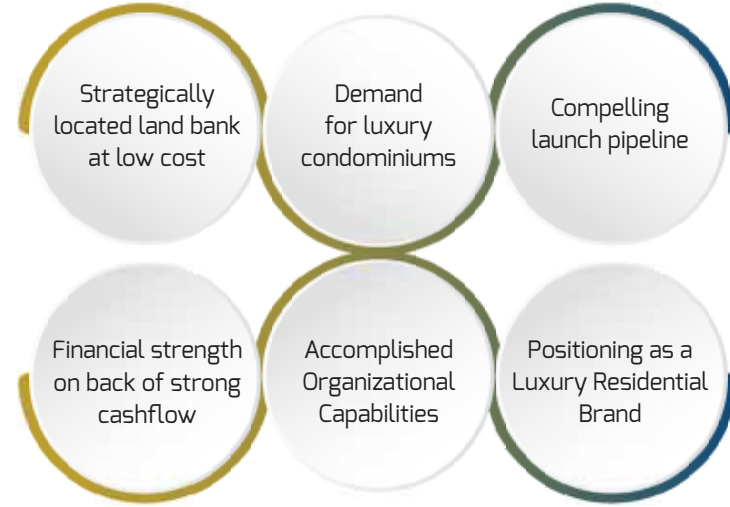 Strategically
located land bank
at low cost
Demand
for luxury
condominiums
Compelling
launch pipeline
Financial strength
on back of strong
cashflow
Accomplished
Organizational
Capabilities
Positioning as a
Luxury Residential
Brand